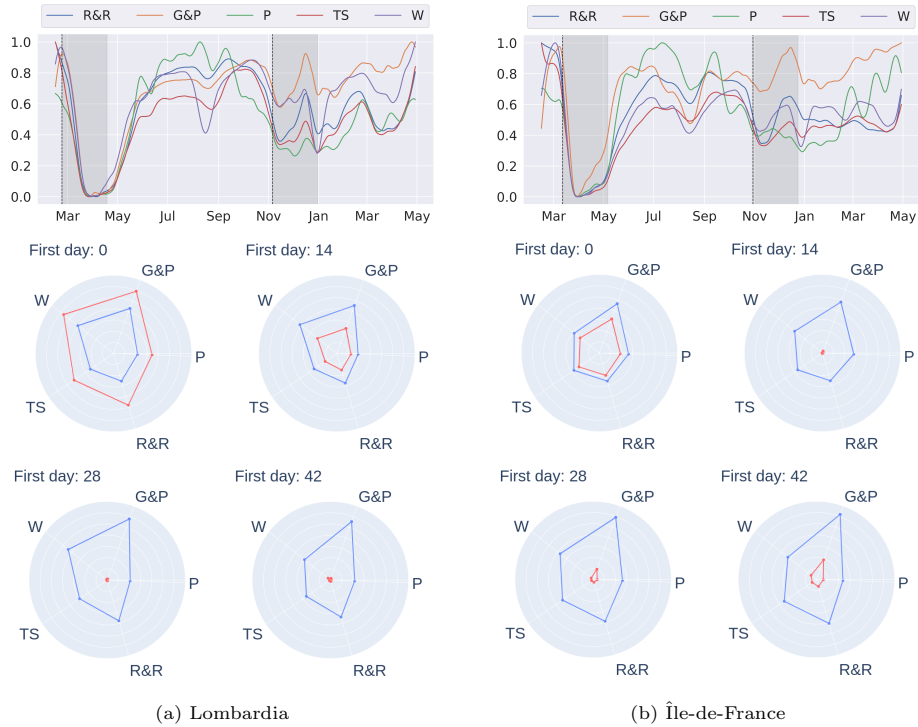 R&R G&P P TS W
1.0
0.8
0.6
0.4
0.2
0.0
Mar May Jul Sep Nov Jan Mar May
First day: 0 First day: 14
G&P G&P
W W
P P
TS TS
R&R R&R
First day: 28 First day: 42
G&P G&P
W W
P P
TS TS
R&R R&R
(a) Lombardia
R&R G&P P TS W
1.0
0.8
0.6
0.4
0.2
0.0
Mar May Jul Sep Nov Jan Mar May
First day: 0 First day: 14
G&P G&P
W W
P P
TS TS
R&R R&R
First day: 28 First day: 42
G&P G&P
W W
P P
TS TS
R&R R&R
(b) Île-de-France